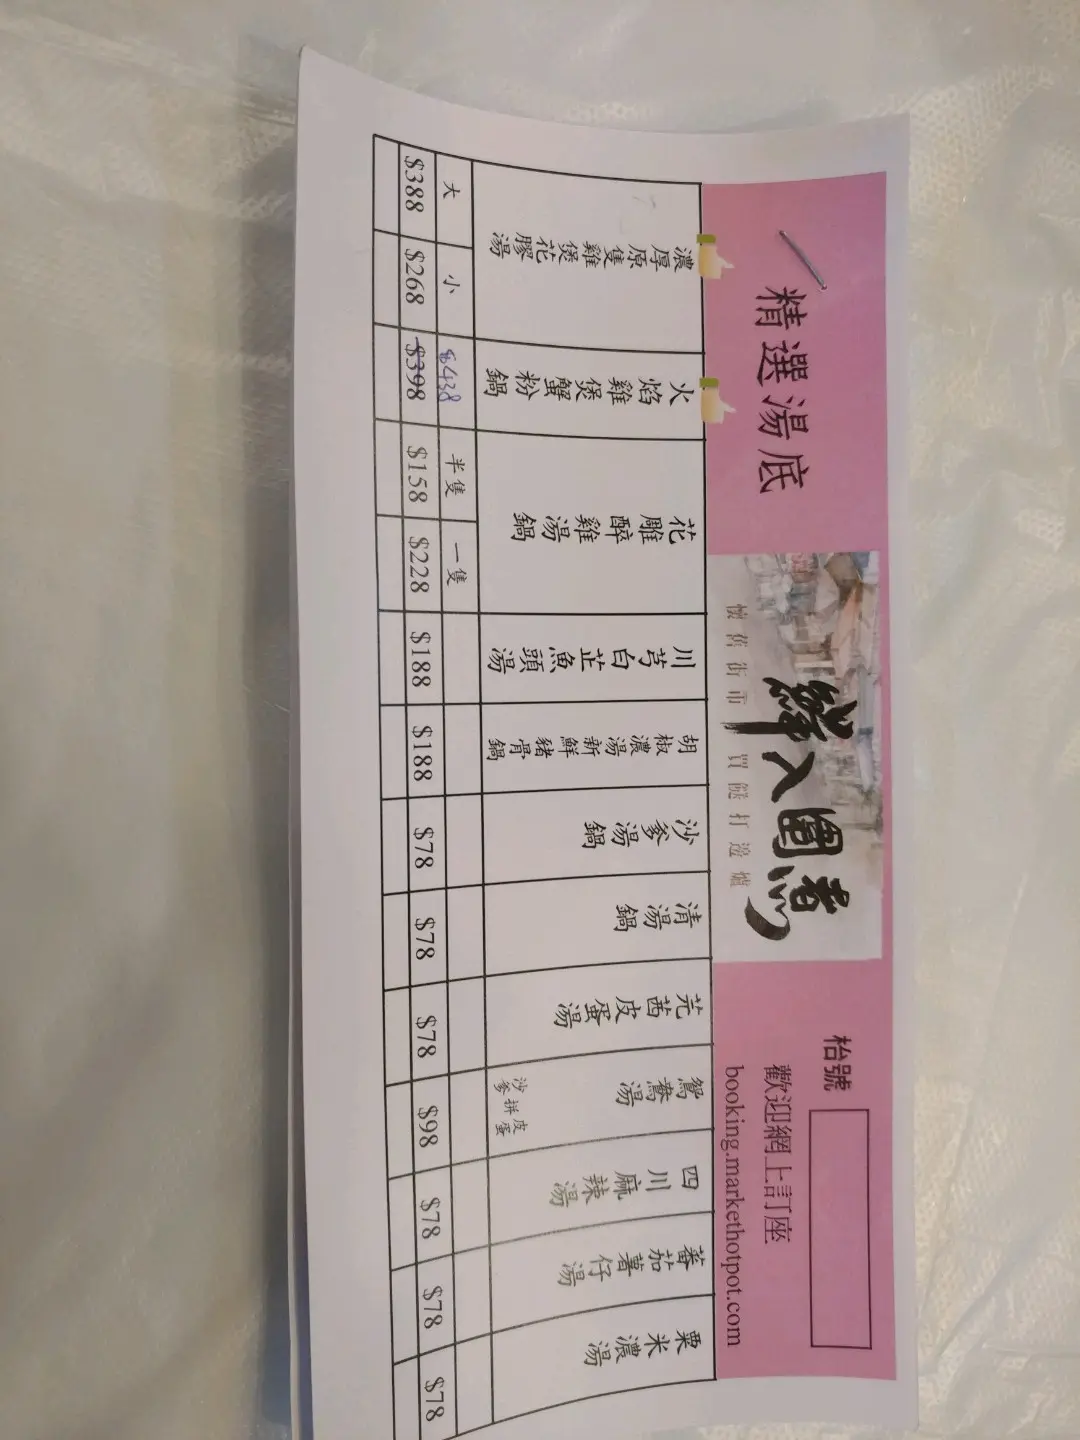 精選湯底
鮮入圍煮
懷舊街市 買餸打邊爐
枱號
歡迎網上訂座
booking.markethotpot.com
濃厚原隻雞煲花膠湯
大
$388
小
$268
火焰雞煲蟹粉鍋
$438
$398
花雕醉雞湯鍋
半隻
$158
一隻
$228
川芎白芷魚頭湯
$188
胡椒濃湯新鮮豬骨鍋
$188
沙爹湯鍋
$78
清湯鍋
$78
芫茜皮蛋湯
$78
鴛鴦湯
沙爹拼皮蛋
$98
四川麻辣湯
$78
蕃茄薯仔湯
$78
粟米濃湯
$78